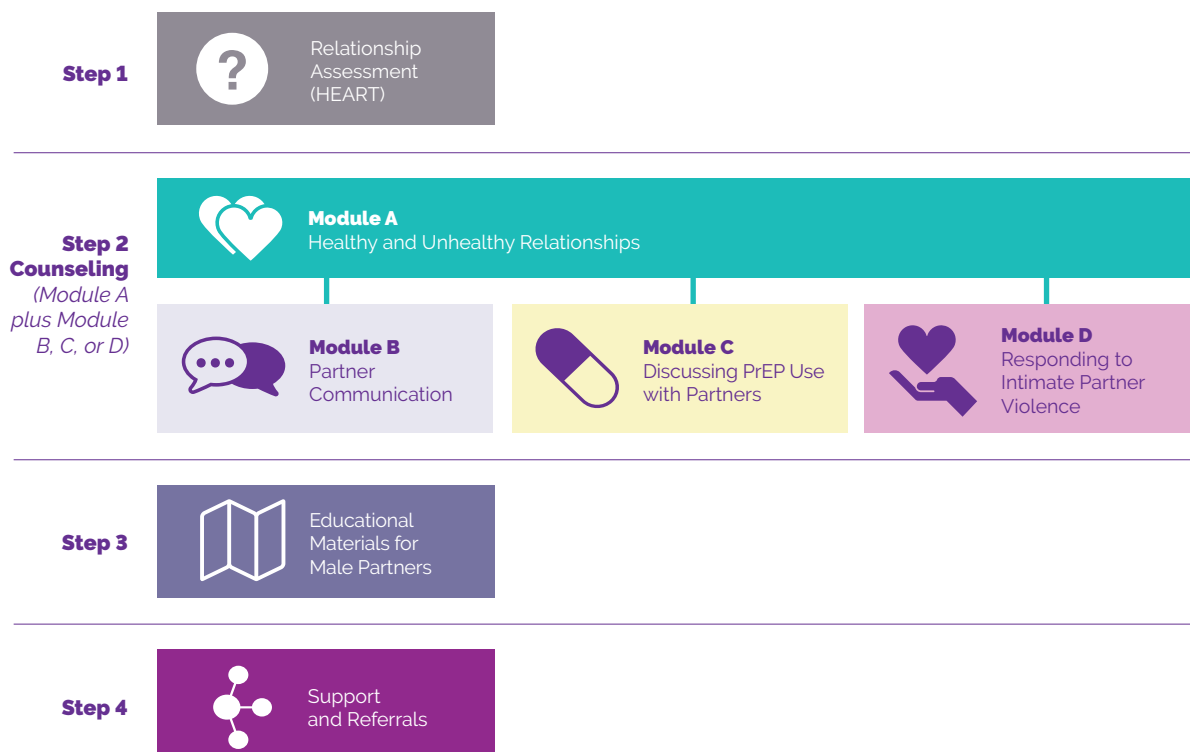 Step 1
?
Relationship
Assessment
(HEART)
Step 2
Counseling
(Module A
plus Module
B, C, or D)
Module A
Healthy and Unhealthy Relationships
Module B
Partner
Communication
Module C
Discussing PrEP Use
with Partners
Module D
Responding to
Intimate Partner
Violence
Step 3
Educational
Materials for
Male Partners
Step 4
Support
and Referrals